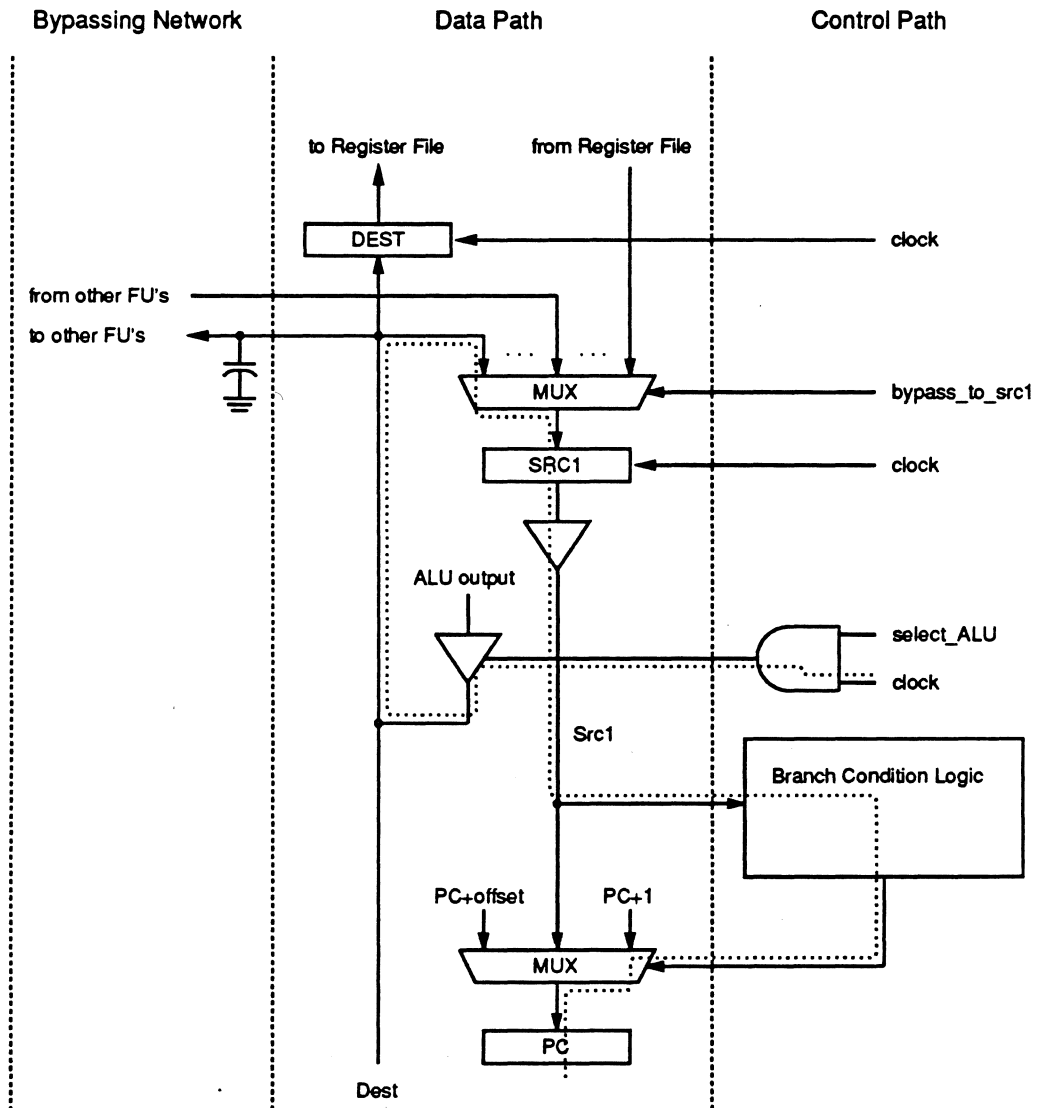 Bypassing Network
Data Path
Control Path
to Register File
from Register File
DEST
clock
from other FU's
to other FU's
MUX
bypass_to_src1
SRC1
clock
ALU output
select_ALU
clock
Src1
Branch Condition Logic
PC+offset
PC+1
MUX
PC
Dest